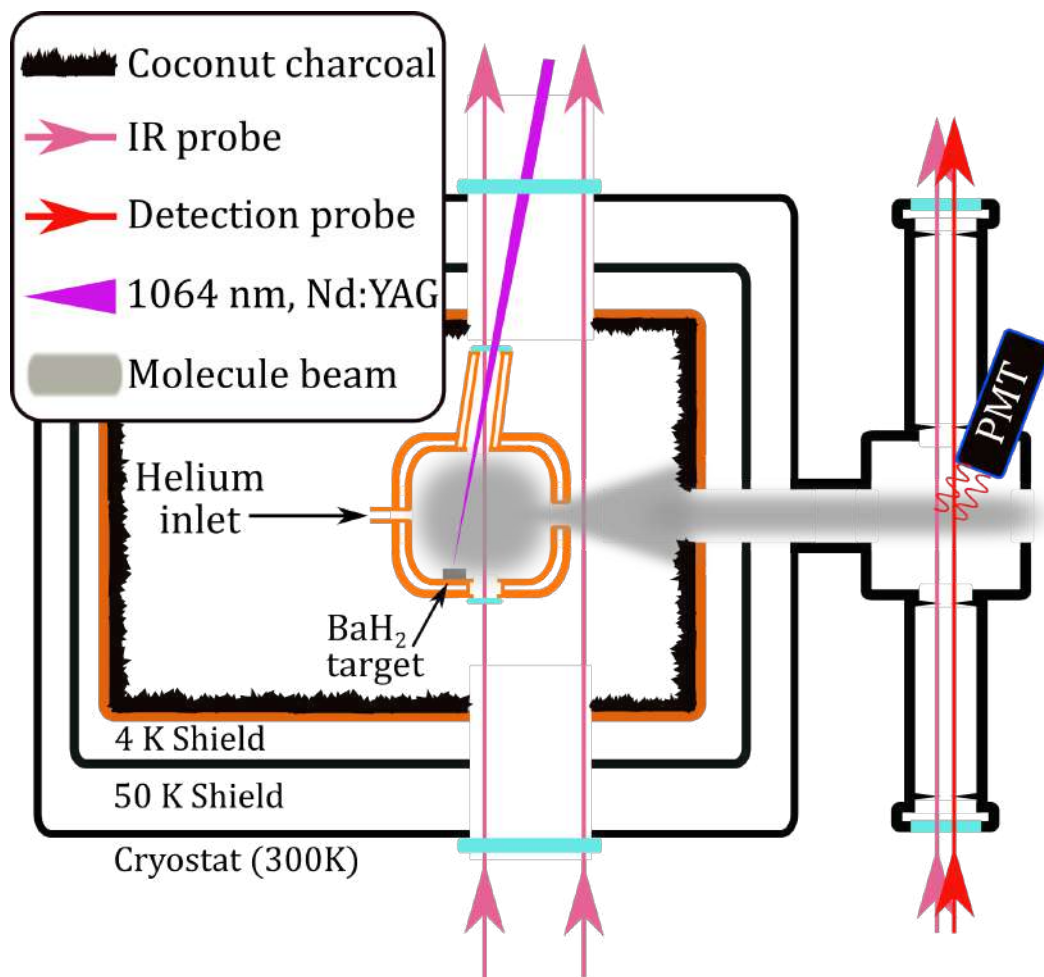 Coconut charcoal
IR probe
Detection probe
1064 nm, Nd:YAG
Molecule beam
PMT
Helium
inlet
BaH₂
target
4 K Shield
50 K Shield
Cryostat (300K)